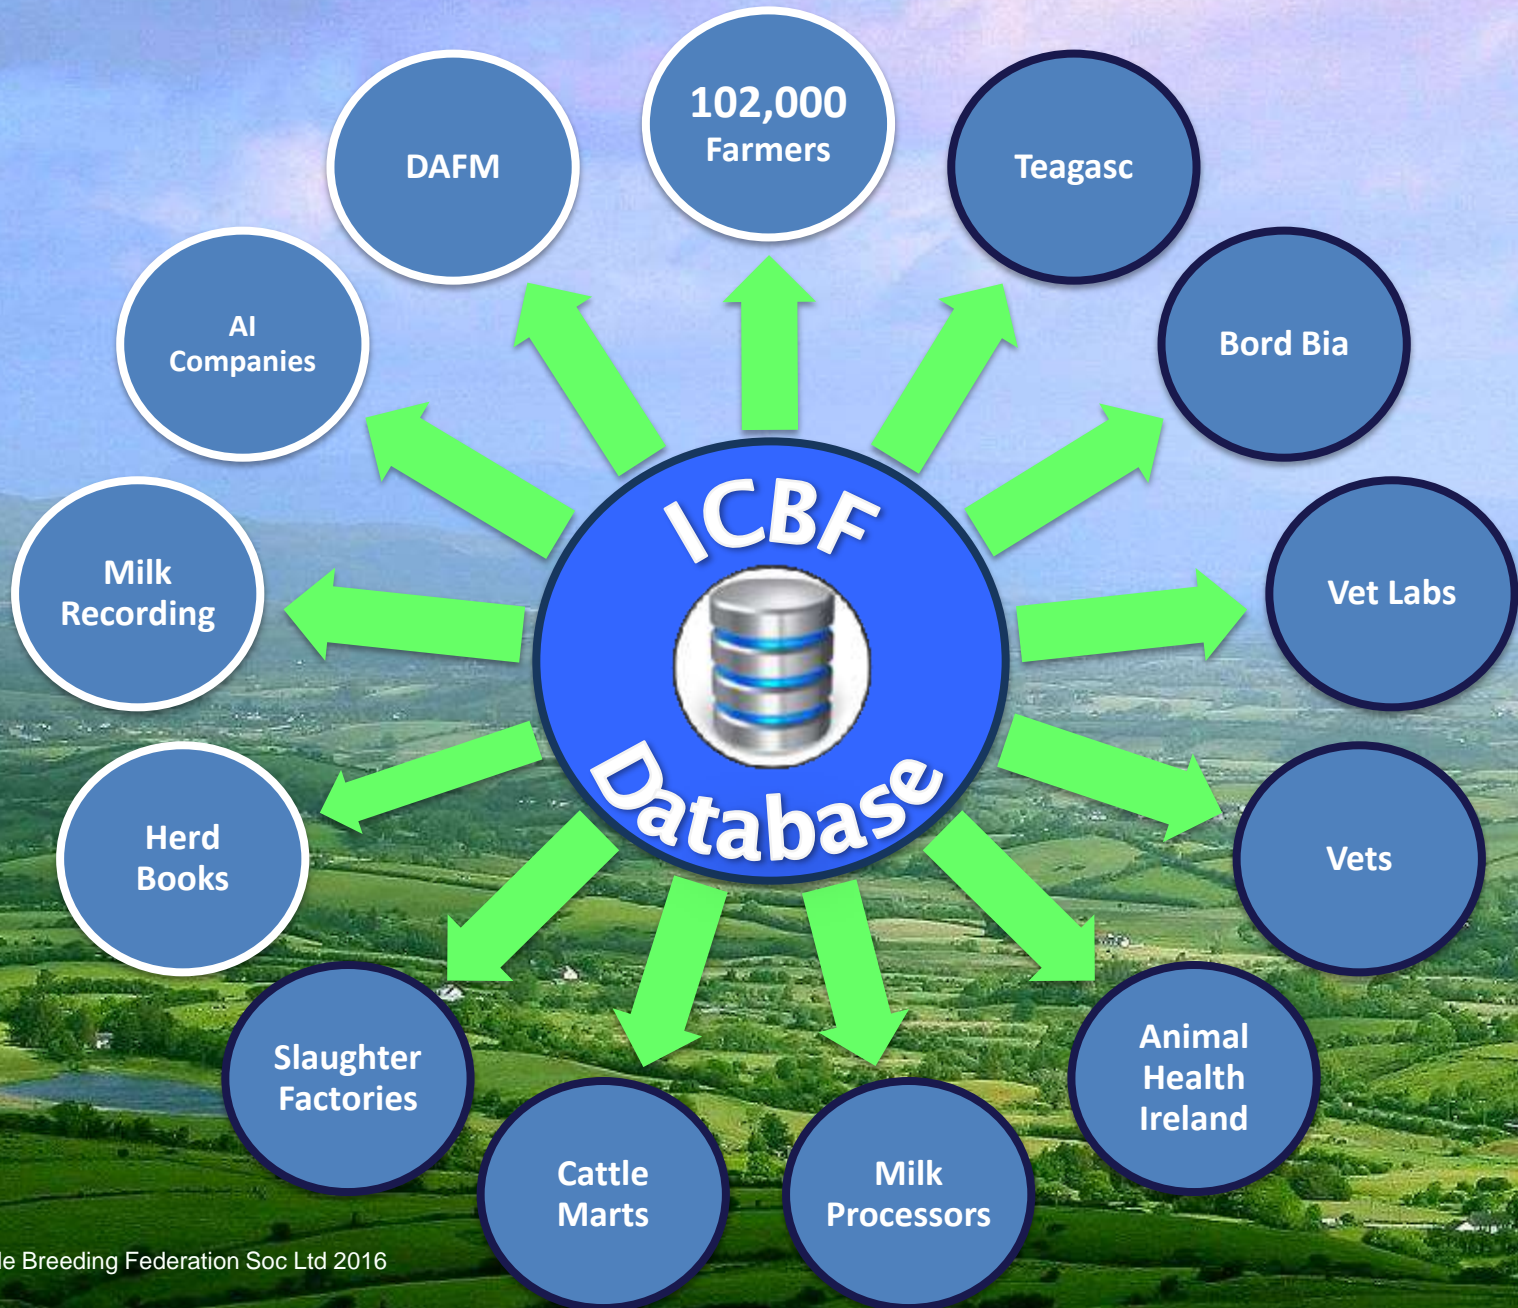 102,000
Farmers
Teagasc
Bord Bia
Vet Labs
Vets
Animal
Health
Ireland
Milk
Processors
Cattle
Marts
Slaughter
Factories
Herd
Books
Milk
Recording
AI
Companies
DAFM
ICBF
Database
Breeding Federation Soc Ltd 2016